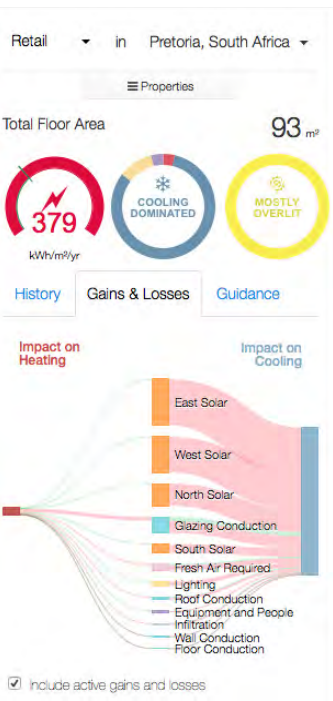 Retail in Pretoria, South Africa
Properties
Total Floor Area 93 m²
379
kWh/m²/yr
COOLING
DOMINATED
MOSTLY
OVERLIT
History Gains & Losses Guidance
Impact on
Heating
Impact on
Cooling
East Solar
West Solar
North Solar
Glazing Conduction
South Solar
Fresh Air Required
Lighting
Roof Conduction
Equipment and People
Infiltration
Wall Conduction
Floor Conduction
Include active gains and losses